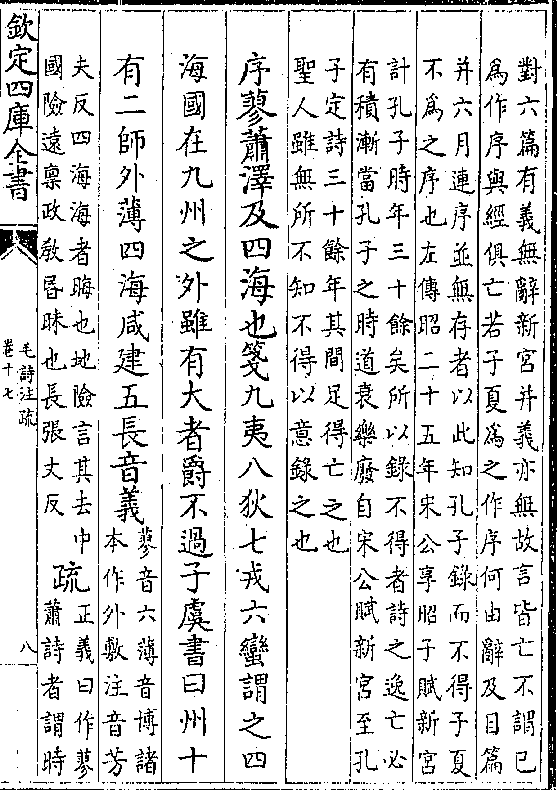 對六篇有義無辭新宮并義亦無故言皆亡不謂已
爲作序與經俱亡若子夏爲之作序何由辭及目篇
并六月連序並無存者以此知孔子錄而不得子夏
不爲之序也左傳昭二十五年宋公享昭子賦新宮
計孔子時年三十餘矣所以錄不得者詩之逸亡必
有積漸當孔子之時道衰樂廢自宋公賦新宮至孔
子定詩三十餘年其間足得亡之也
聖人雖無所不知不得以意錄之也
序蓼蕭澤及四海也箋九夷八狄七戎六蠻謂之四
海國在九州之外雖有大者爵不過子虞書曰州十
有二師外薄四海咸建五長音義
蓼音六薄音博諸
本作外敷注音芳
夫反四海海者晦也地險言其去中
國險遠禀政教昬昧也長張丈反
疏
正義曰作蓼
蕭詩者謂時
欽定四庫全書
毛詩注疏
卷十七
八